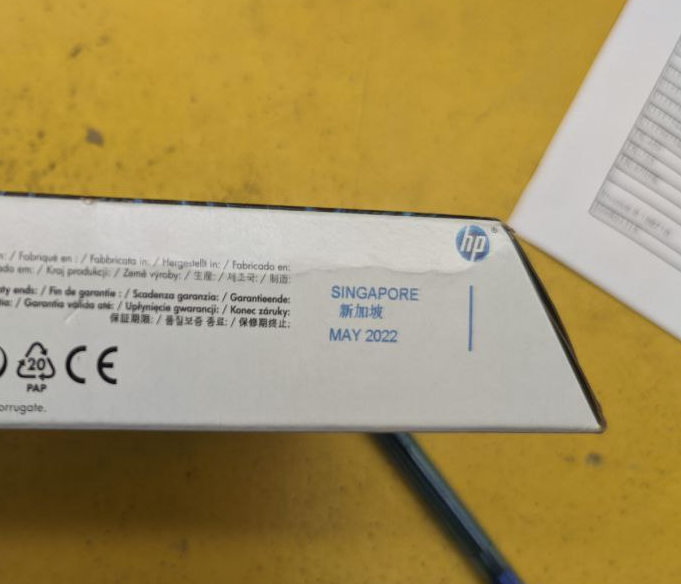 hp®
n: / Fabriqué en : / Fabbricato in: / Hergestellt in: / Fabricado en:
ado em: / Kraj produkcji: / Země výroby: / 生産: / 제조국: / 制造:
SINGAPORE
新加坡
MAY 2022
ty ends: / Fin de garantie : / Scadenza garanzia: / Garantieende:
tía: / Garantia válida até: / Upłynięcie gwarancji: / Konec záruky:
保証期限: / 품질보증 종료: / 保修期终止:
20
PAP
CE
orrugate.